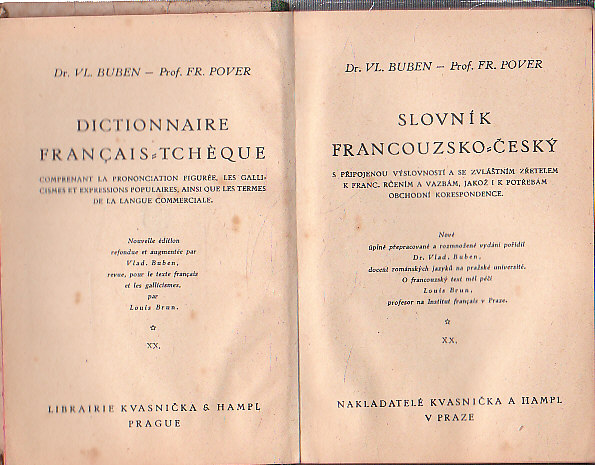 Dr. VL. BUBEN — Prof. FR. POVER
DICTIONNAIRE
FRANÇAIS-TCHÈQUE
COMPRENANT LA PRONONCIATION FIGURÉE, LES GALLI-
CISMES ET EXPRESSIONS POPULAIRES, AINSI QUE LES TERMES
DE LA LANGUE COMMERCIALE.
Nouvelle édition
refondue et augmentée par
Vlad. Buben,
revue, pour le texte français
et les gallicismes,
par
Louis Brun.
☆
XX.
LIBRAIRIE KVASNIČKA & HAMPL
PRAGUE
Dr. VL. BUBEN — Prof. FR. POVER
SLOVNÍK
FRANCOUZSKO-ČESKÝ
S PŘIPOJENOU VÝSLOVNOSTÍ A SE ZVLÁŠTNÍM ZŘETELEM
K FRANC. RČENÍM A VAZBÁM, JAKOŽ I K POTŘEBÁM
OBCHODNÍ KORESPONDENCE.
Nové
úplně přepracované a rozmnožené vydání pořídil
Dr. Vlad. Buben,
docent románských jazyků na pražské universitě.
O francouzský text měl péči
Louis Brun,
profesor na Institut français v Praze.
☆
XX.
NAKLADATELÉ KVASNIČKA A HAMPL
V PRAZE